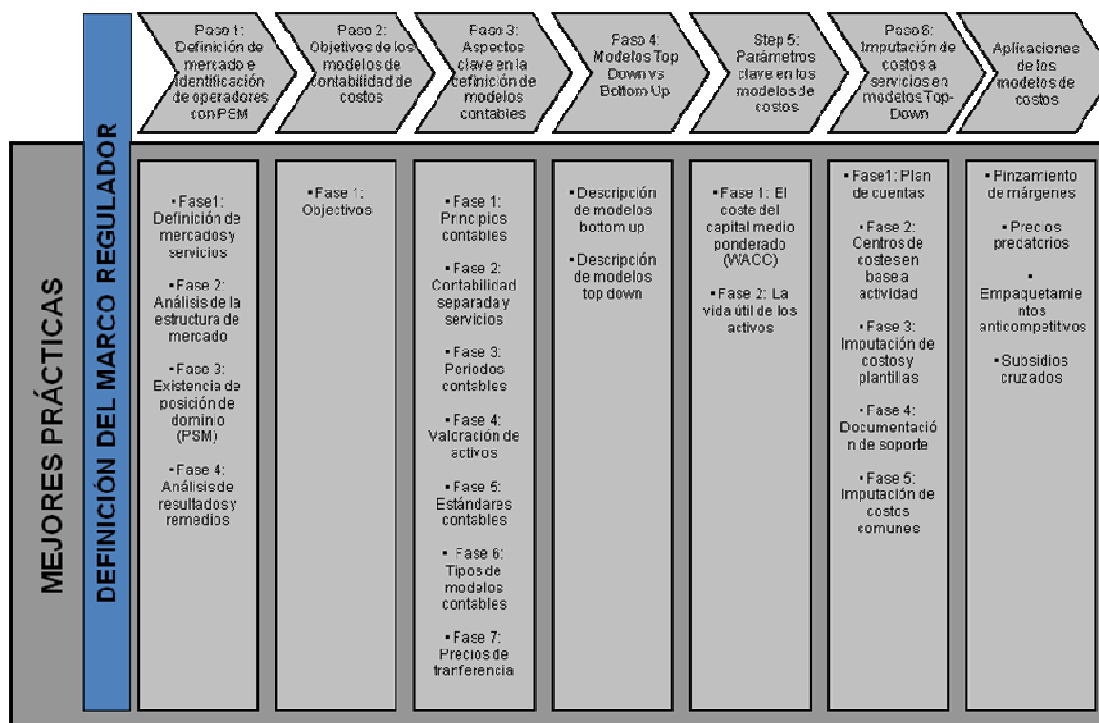 Paso 1:
Definición de
mercado e
identificación
de operadores
con PSM
Paso 2:
Objetivos de los
modelos de
contabilidad de
costos
Paso 3:
Aspectos
clave en la
definición de
modelos
contables
Paso 4:
Modelos Top
Down vs
Bottom Up
Step 5:
Parámetros
clave en los
modelos de
costos
Paso 6:
Imputación de
costos a
servicios en
modelos Top-
Down
Aplicaciones
de los
modelos de
costos
MEJORES PRÁCTICAS
DEFINICIÓN DEL MARCO REGULADOR
▪ Fase1:
Definición de
mercados y
servicios
▪ Fase 2:
Análisis de la
estructura de
mercado
▪ Fase 3:
Existencia de
posición de
dominio
(PSM)
▪ Fase 4:
Análisis de
resultados y
remedios
▪ Fase 1:
Objectivos
▪ Fase 1:
Principios
contables
▪ Fase 2:
Contabilidad
separada y
servicios
▪ Fase 3:
Periodos
contables
▪ Fase 4:
Valoración de
activos
▪ Fase 5:
Estándares
contables
▪ Fase 6:
Tipos de
modelos
contables
▪ Fase 7:
Precios de
tranferencia
▪ Descripción
de modelos
bottom up
▪ Descripción
de modelos
top down
▪ Fase 1: El
coste del
capital medio
ponderado
(WACC)
▪ Fase 2: La
vida útil de los
activos
▪ Fase1: Plan
de cuentas
▪ Fase 2:
Centros de
costes en
base a
actividad
▪ Fase 3:
Imputación de
costos y
plantillas
▪ Fase 4:
Documentació
n de soporte
▪ Fase 5:
Imputación de
costos
comunes
▪ Pinzamiento
de márgenes
▪ Precios
precatorios
▪
Empaquetamie
ntos
anticompetitvos
▪ Subsidios
cruzados